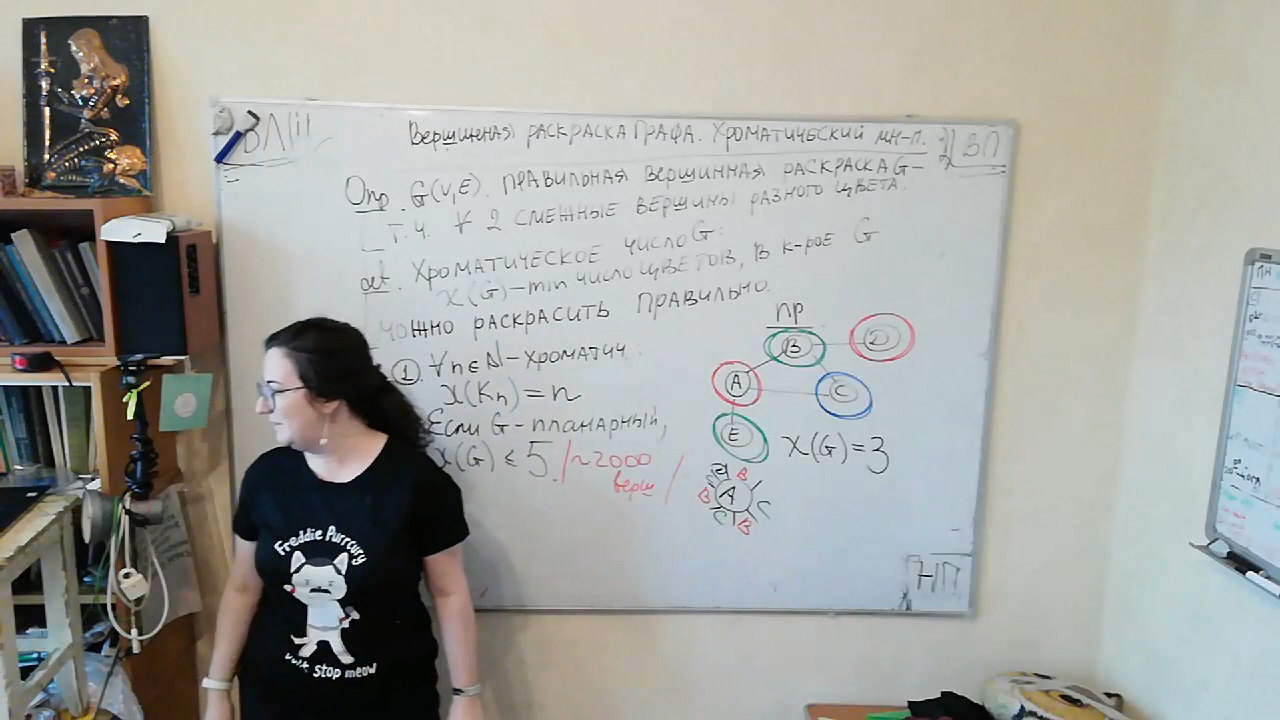 ВЛ
Вершинная раскраска графа. Хроматический мн-п.
ВП
Опр. G(V,E). правильная вершинная раскраска G-
т.ч. ∀ 2 смежные вершины разного цвета.
def. Хроматическое число G:
χ(G)-min число цветов, в к-рое G
можно раскрасить правильно.
① ∀n∈N - хроматич.
χ(Kn)=n
Если G-планарный,
χ(G) ≤ 5. /~2000
верш /
пр
B
D
A
C
E
χ(G)=3
B
B
A
C
C
B
НП
Freddie Purrcury
stop meow